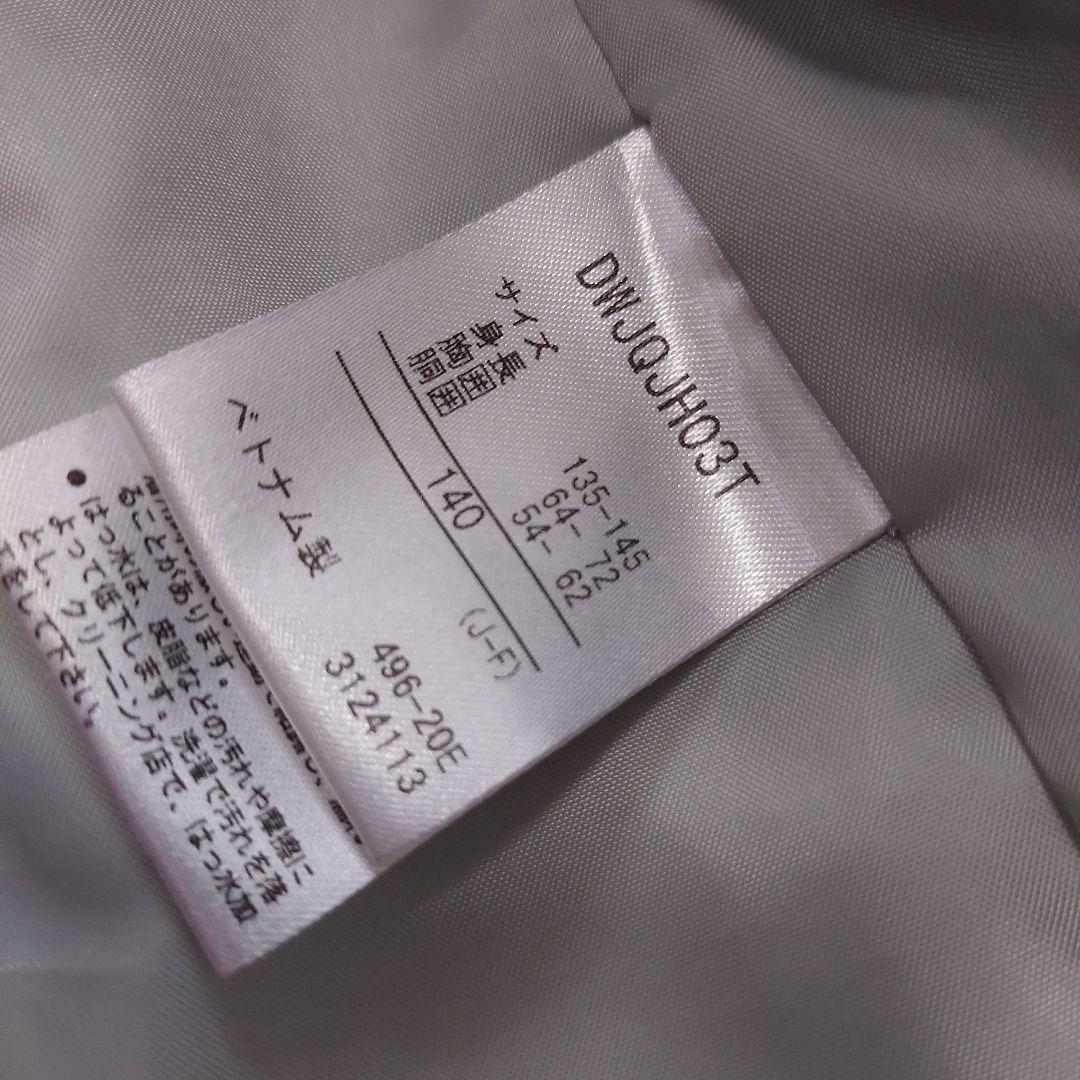 DWJQJH03T
サイズ
身長 135-145
胸囲 64- 72
胴囲 54- 62
140
(J-F)
ベトナム製
496-20E
3124113
ることがあります。
●はっ水は、皮脂などの汚れや摩擦に
よって低下します。洗濯で汚れを落
とし、クリーニング店で、はっ水加
をして下さい。